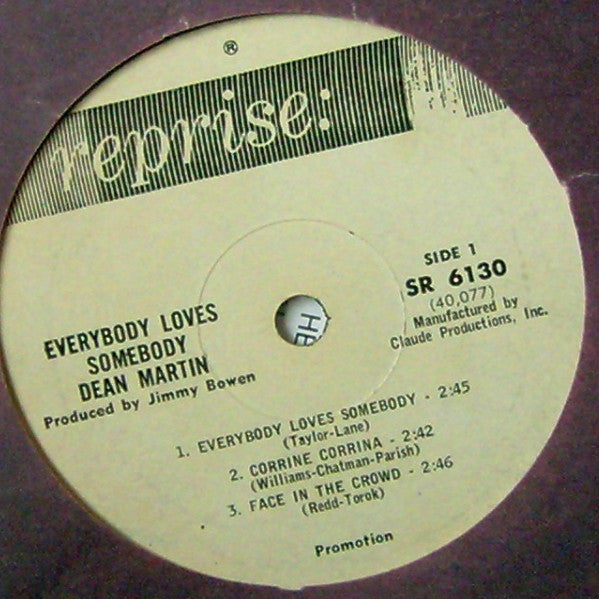 ®
reprise:
SIDE 1
SR 6130
(40,077)
Manufactured by
Claude Productions, Inc.
EVERYBODY LOVES
SOMEBODY
DEAN MARTIN
Produced by Jimmy Bowen
1. EVERYBODY LOVES SOMEBODY - 2:45
(Taylor-Lane)
2. CORRINE CORRINA - 2:42
(Williams-Chatman-Parish)
3. FACE IN THE CROWD - 2:46
(Redd-Torok)
Promotion